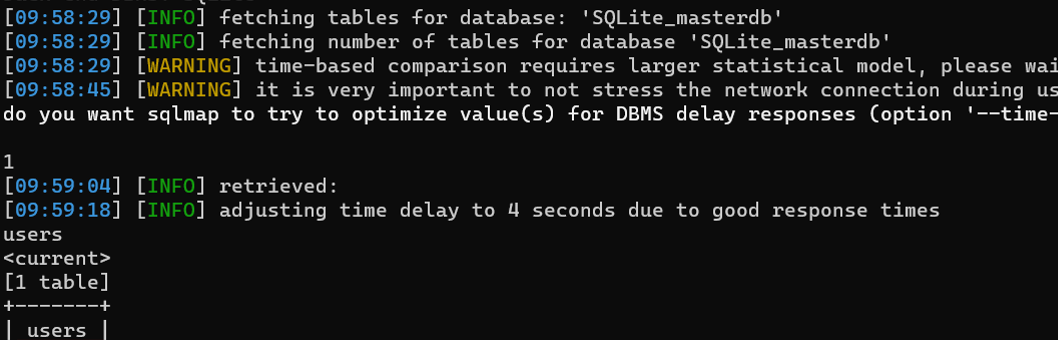 [09:58:29] [INFO] fetching tables for database: 'SQLite_masterdb'
[09:58:29] [INFO] fetching number of tables for database 'SQLite_masterdb'
[09:58:29] [WARNING] time-based comparison requires larger statistical model, please wai
[09:58:45] [WARNING] it is very important to not stress the network connection during us
do you want sqlmap to try to optimize value(s) for DBMS delay responses (option '--time-
1
[09:59:04] [INFO] retrieved:
[09:59:18] [INFO] adjusting time delay to 4 seconds due to good response times
users
<current>
[1 table]
+-------+
| users |